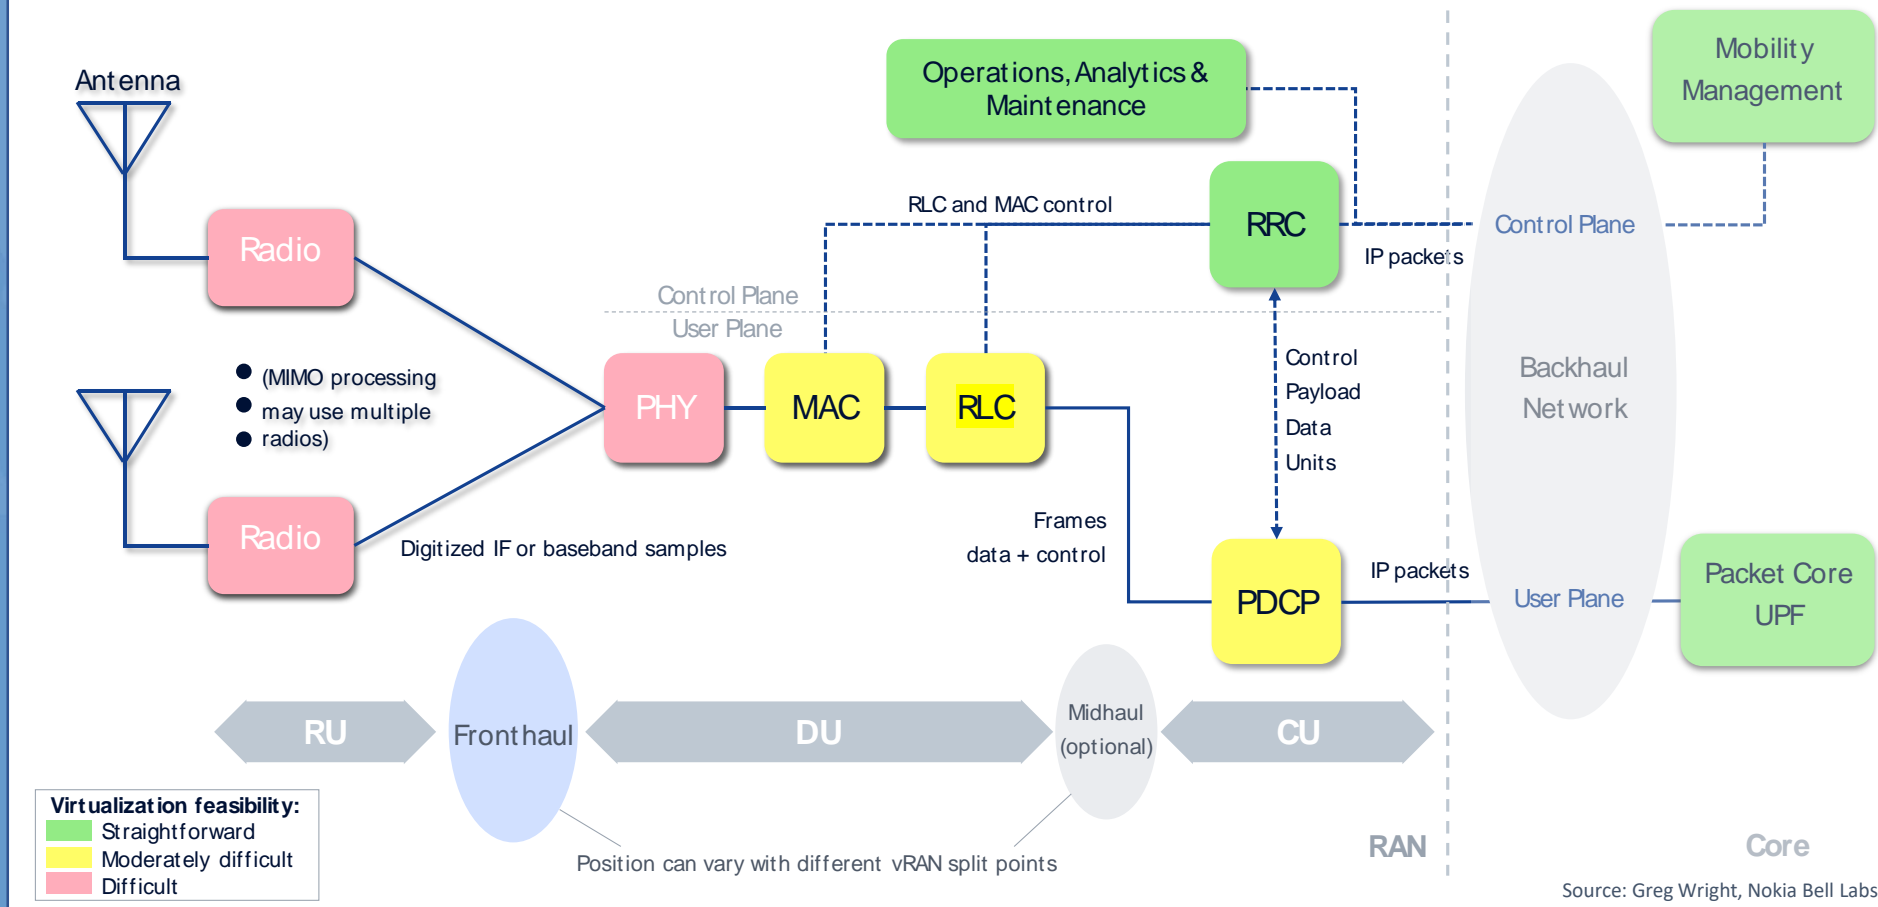 Antenna
Operations, Analytics &
Maintenance
Mobility
Management
Radio
RLC and MAC control
RRC
Control Plane
IP packets
Control Plane
User Plane
(MIMO processing
may use multiple
radios)
PHY
MAC
RLC
Control
Payload
Data
Units
Backhaul
Network
Radio
Digitized IF or baseband samples
Frames
data + control
PDCP
IP packets
User Plane
Packet Core
UPF
RU
Fronthaul
DU
Midhaul
(optional)
CU
Virtualization feasibility:
Straightforward
Moderately difficult
Difficult
Position can vary with different vRAN split points
RAN
Core
Source: Greg Wright, Nokia Bell Labs